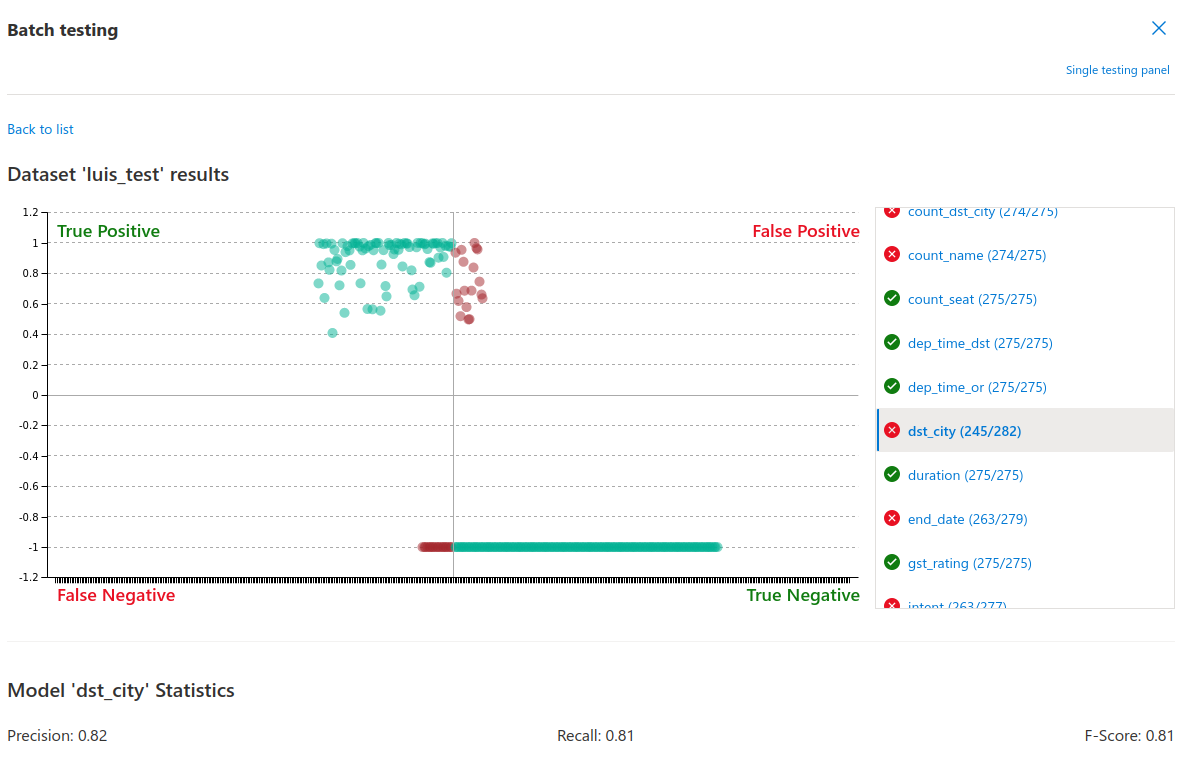 Batch testing
Single testing panel
Back to list
Dataset 'luis_test' results
1.2
1
0.8
0.6
0.4
0.2
0
-0.2
-0.4
-0.6
-0.8
-1
-1.2
True Positive
False Positive
False Negative
True Negative
count_dst_city (274/275)
count_name (274/275)
count_seat (275/275)
dep_time_dst (275/275)
dep_time_or (275/275)
dst_city (245/282)
duration (275/275)
end_date (263/279)
gst_rating (275/275)
intent (263/277)
Model 'dst_city' Statistics
Precision: 0.82
Recall: 0.81
F-Score: 0.81